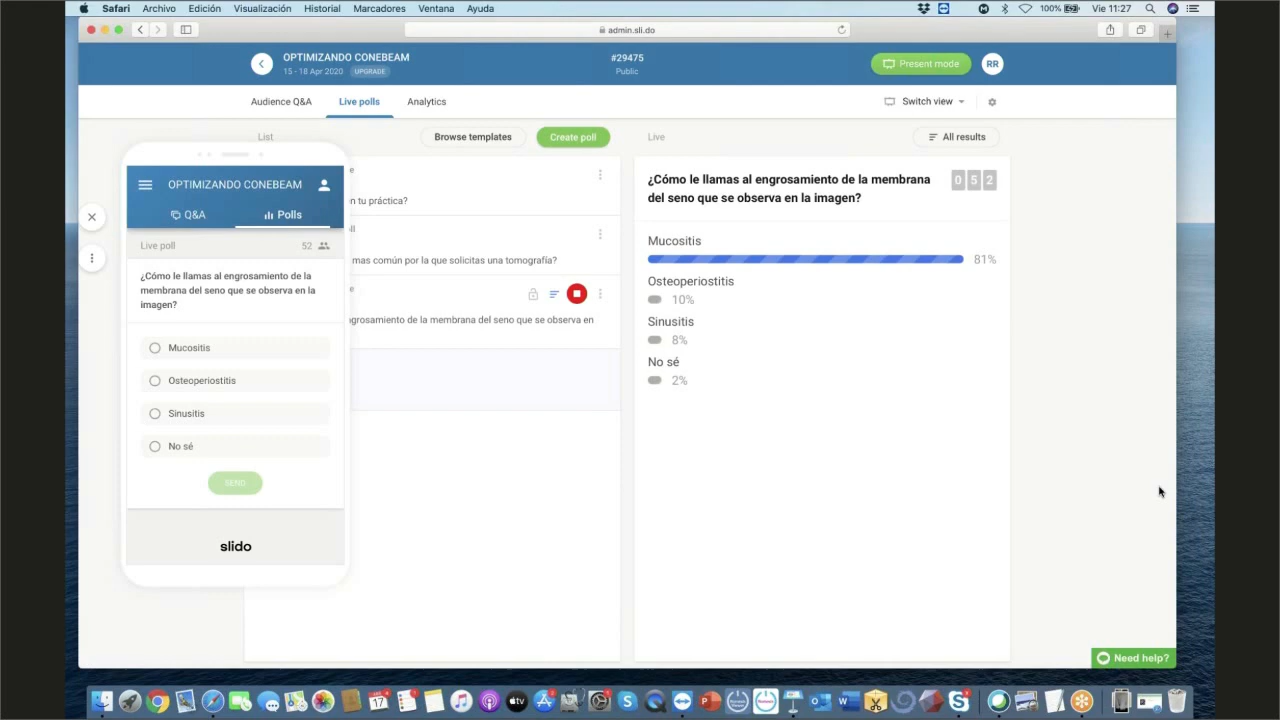 Safari Archivo Edición Visualización Historial Marcadores Ventana Ayuda 100% Vie 11:27
admin.sli.do
OPTIMIZANDO CONEBEAM
15 - 18 Apr 2020 UPGRADE
#29475
Public
Present mode
RR
Audience Q&A Live polls Analytics
Switch view
List
Browse templates
Create poll
Live
All results
OPTIMIZANDO CONEBEAM
Q&A
Polls
Live poll 52
¿Cómo le llamas al engrosamiento de la
membrana del seno que se observa en la
imagen?
Mucositis
Osteoperiostitis
Sinusitis
No sé
SEND
slido
n tu práctica?
mas común por la que solicitas una tomografía?
ngrosamiento de la membrana del seno que se observa en
¿Cómo le llamas al engrosamiento de la membrana
del seno que se observa en la imagen?
0 5 2
Mucositis
81%
Osteoperiostitis
10%
Sinusitis
8%
No sé
2%
Need help?
17
tv